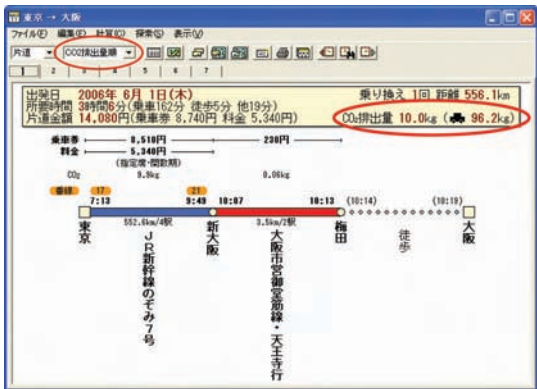 東京 → 大阪
ファイル(F) 編集(E) 計算(C) 探索(S) 表示(V)
片道 CO2排出量順
1 2 3 4 5 6 7
出発日 2006年 6月 1日(木) 乗り換え 1回 距離 556.1km
所要時間 3時間6分(乗車162分 徒歩5分 他19分)
片道金額 14,080円(乗車券 8,740円 料金 5,340円) CO2排出量 10.0kg ( 96.2kg)
乗車券 8,510円 230円
料金 5,340円
(指定席・閑散期)
CO2 9.9kg 0.06kg
番線 17 21
7:13 9:49 10:07 10:13 (10:14) (10:19)
552.6km/4駅 3.5km/2駅
東京
JR新幹線のぞみ7号
新大阪
大阪市営御堂筋線・天王寺行
梅田
徒歩
大阪